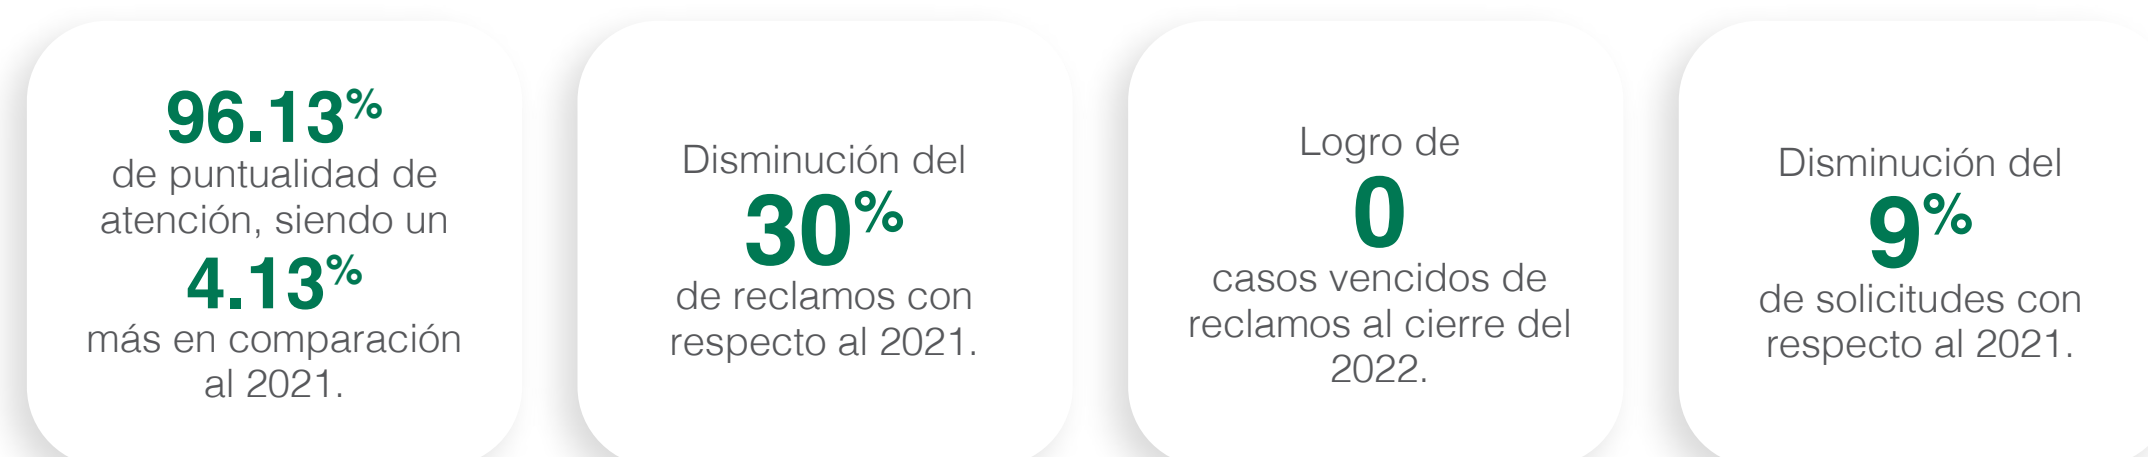 96.13%
de puntualidad de
atención, siendo un
4.13%
más en comparación
al 2021.
Disminución del
30%
de reclamos con
respecto al 2021.
Logro de
0
casos vencidos de
reclamos al cierre del
2022.
Disminución del
9%
de solicitudes con
respecto al 2021.